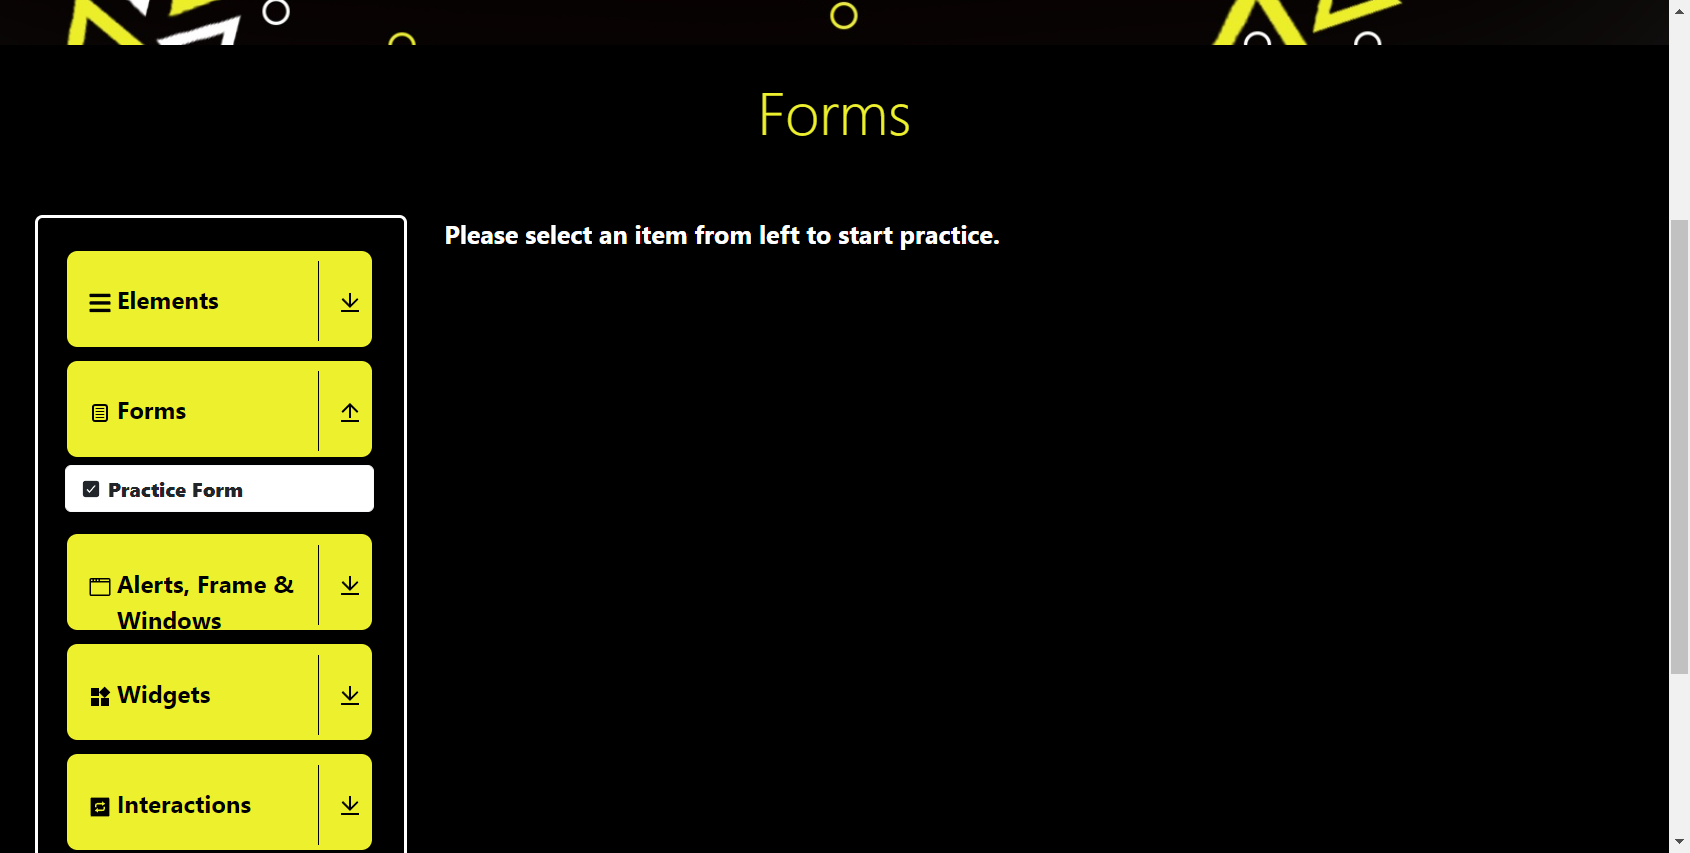 Forms
Please select an item from left to start practice.
Elements
Forms
Practice Form
Alerts, Frame &
Windows
Widgets
Interactions